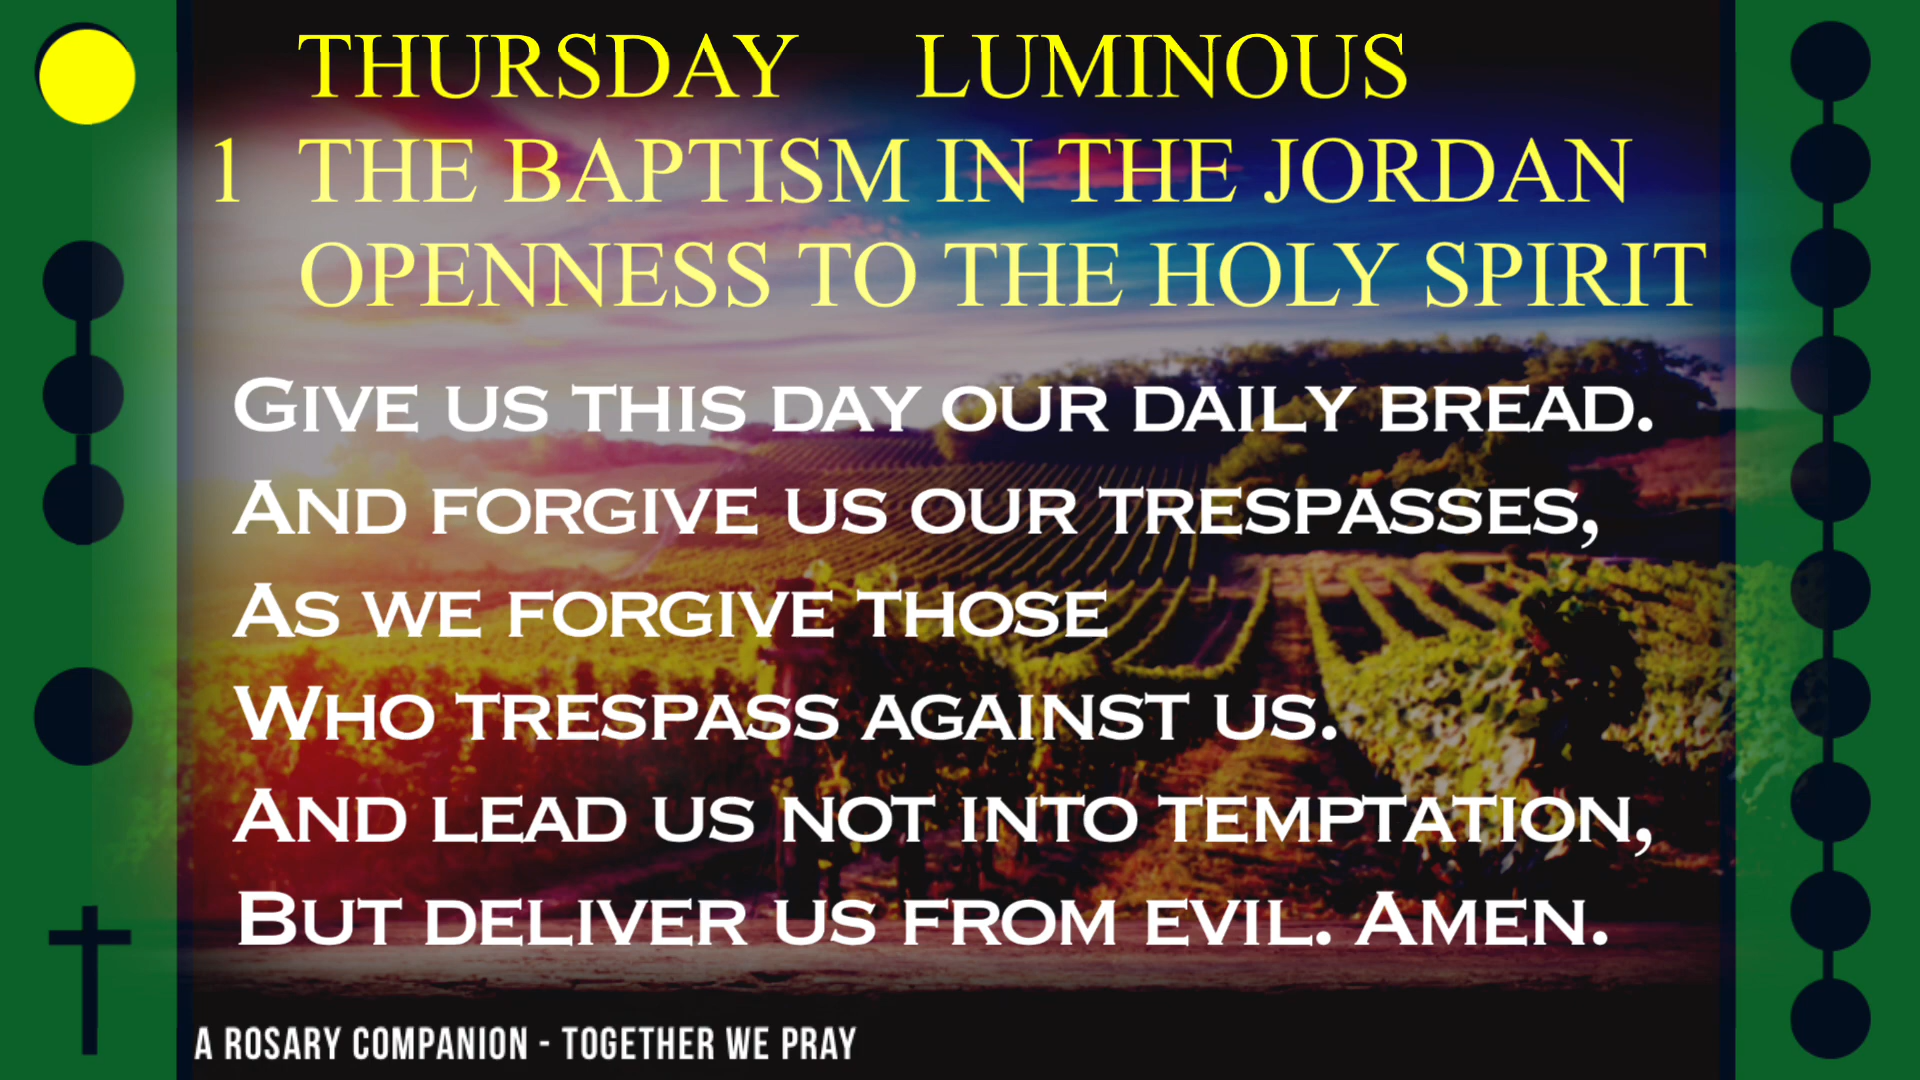 THURSDAY LUMINOUS
1 THE BAPTISM IN THE JORDAN
OPENNESS TO THE HOLY SPIRIT
GIVE US THIS DAY OUR DAILY BREAD.
AND FORGIVE US OUR TRESPASSES,
AS WE FORGIVE THOSE
WHO TRESPASS AGAINST US.
AND LEAD US NOT INTO TEMPTATION,
BUT DELIVER US FROM EVIL. AMEN.
A ROSARY COMPANION - TOGETHER WE PRAY